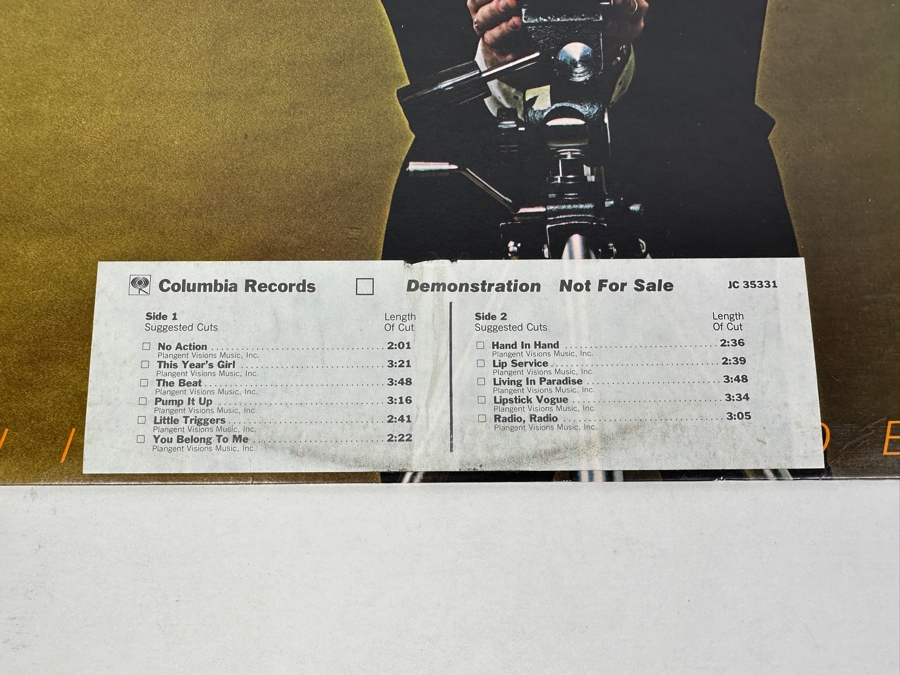 Columbia Records Demonstration Not For Sale JC 35331
Side 1
Suggested Cuts
Length
Of Cut
No Action 2:01
Plangent Visions Music, Inc.
This Year's Girl 3:21
Plangent Visions Music, Inc.
The Beat 3:48
Plangent Visions Music, Inc.
Pump It Up 3:16
Plangent Visions Music, Inc.
Little Triggers 2:41
Plangent Visions Music, Inc.
You Belong To Me 2:22
Plangent Visions Music, Inc.
Side 2
Suggested Cuts
Length
Of Cut
Hand In Hand 2:36
Plangent Visions Music, Inc.
Lip Service 2:39
Plangent Visions Music, Inc.
Living In Paradise 3:48
Plangent Visions Music, Inc.
Lipstick Vogue 3:34
Plangent Visions Music, Inc.
Radio, Radio 3:05
Plangent Visions Music, Inc.